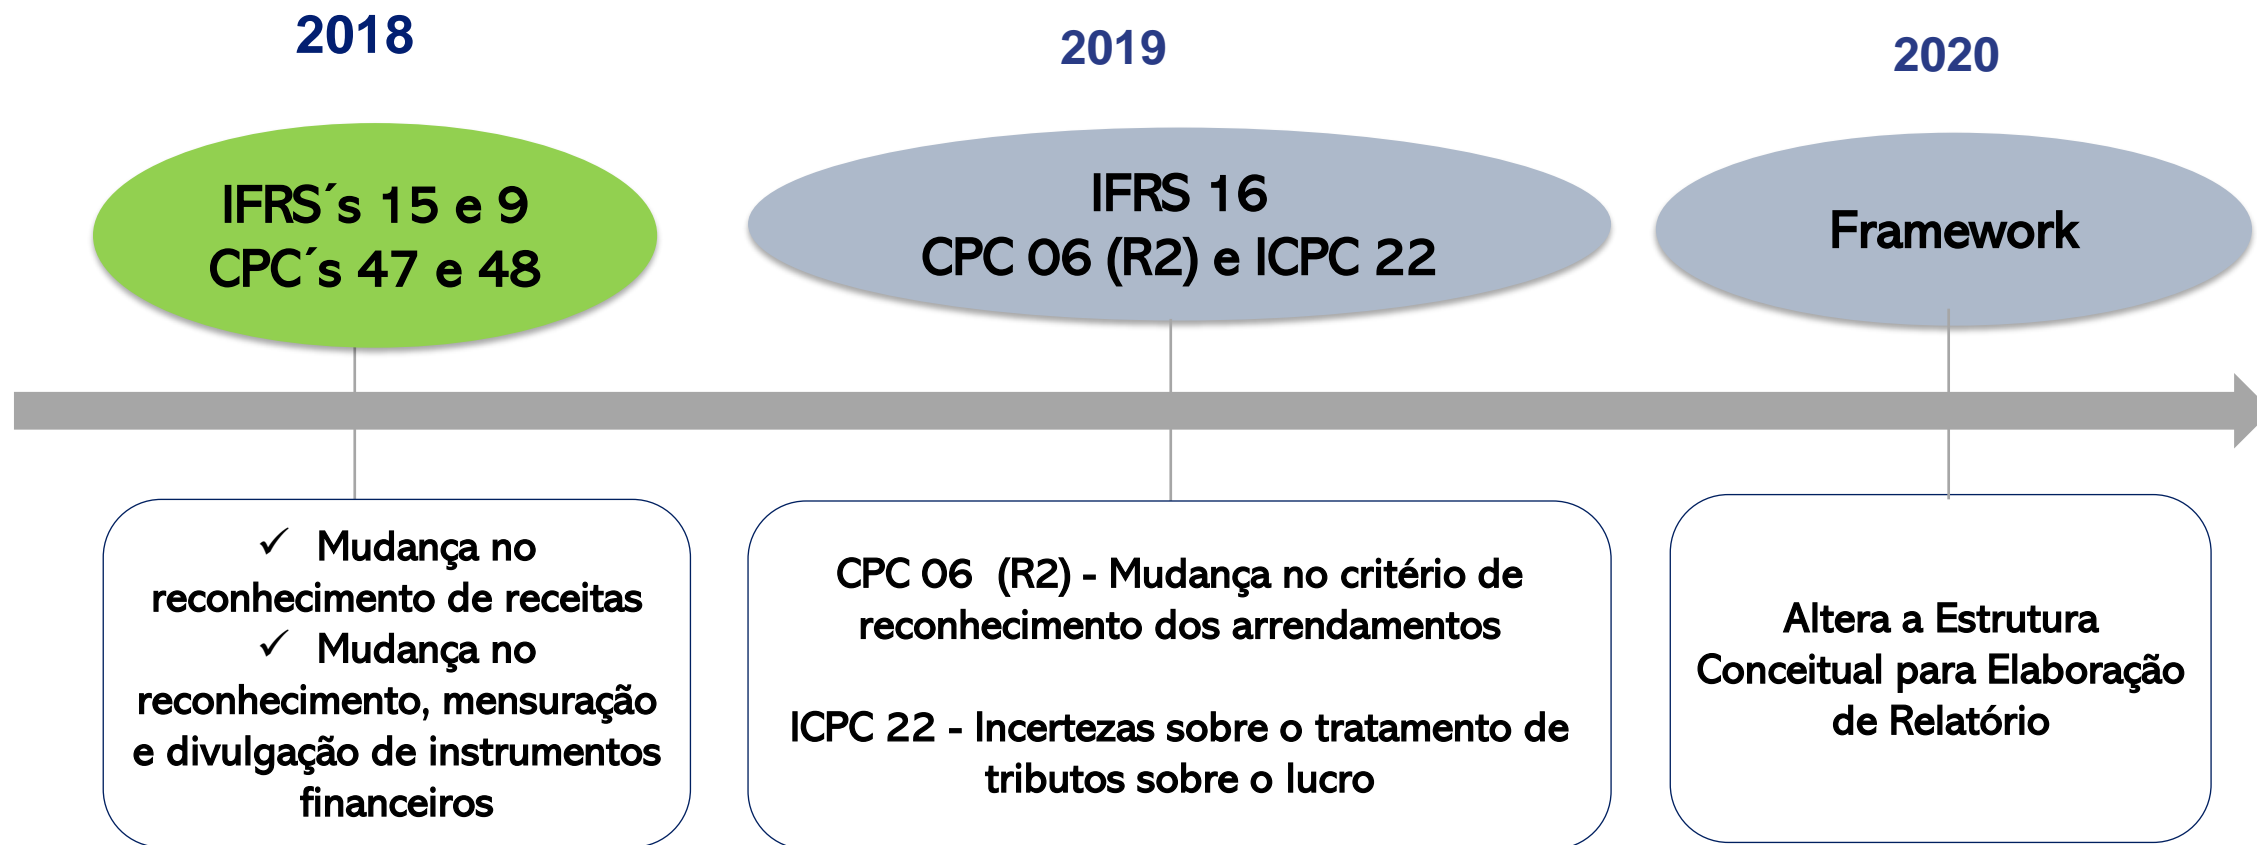 2018
2019
2020
IFRS´s 15 e 9
CPC´s 47 e 48
IFRS 16
CPC 06 (R2) e ICPC 22
Framework
✓ Mudança no
reconhecimento de receitas
✓ Mudança no
reconhecimento, mensuração
e divulgação de instrumentos
financeiros
CPC 06 (R2) - Mudança no critério de
reconhecimento dos arrendamentos
ICPC 22 - Incertezas sobre o tratamento de
tributos sobre o lucro
Altera a Estrutura
Conceitual para Elaboração
de Relatório